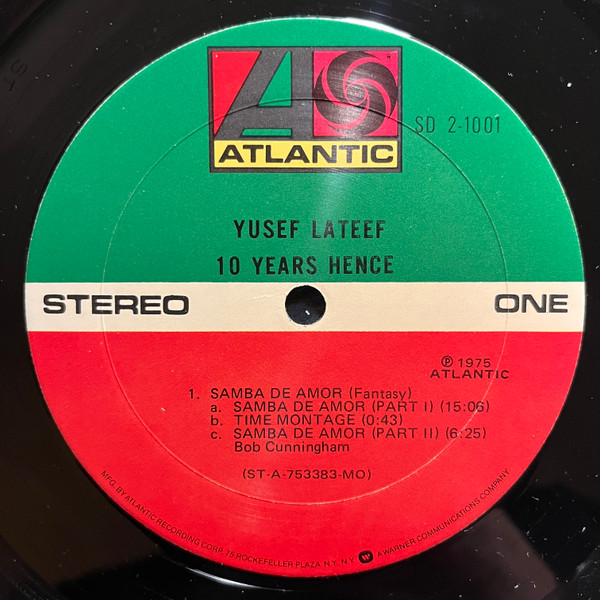 ATLANTIC
SD 2-1001
YUSEF LATEEF
10 YEARS HENCE
STEREO
ONE
℗ 1975
ATLANTIC
1. SAMBA DE AMOR (Fantasy)
a. SAMBA DE AMOR (PART I) (15:06)
b. TIME MONTAGE (0:43)
c. SAMBA DE AMOR (PART II) (6:25)
Bob Cunningham
(ST-A-753383-MO)
MFG. BY ATLANTIC RECORDING CORP. 75 ROCKEFELLER PLAZA N.Y. N.Y. A WARNER COMMUNICATIONS COMPANY